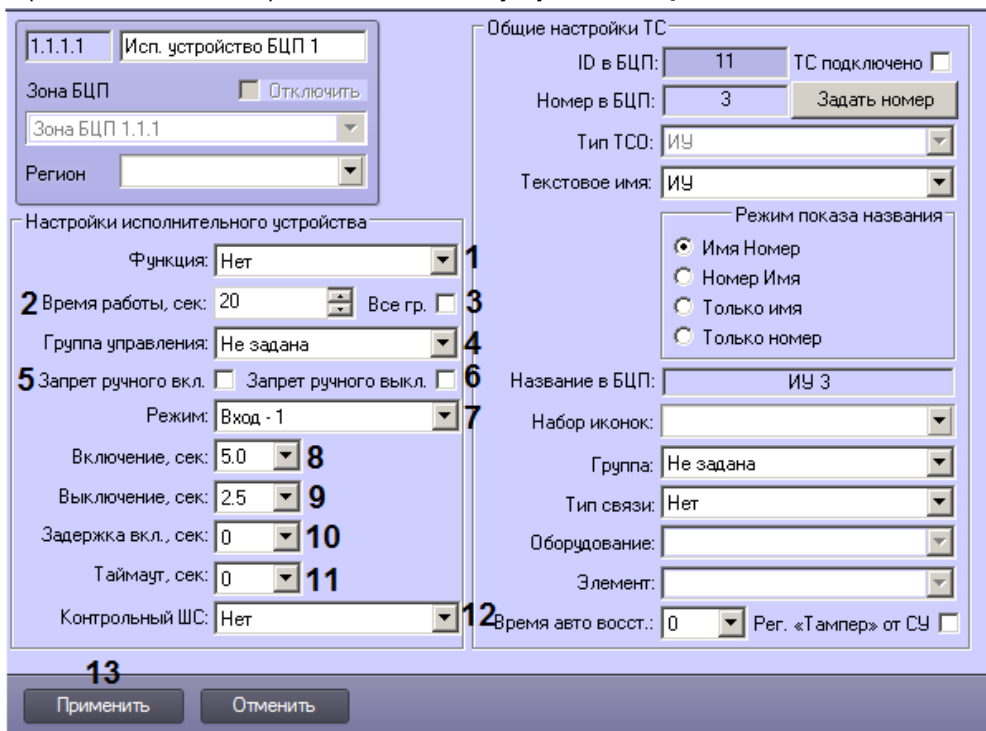 1.1.1.1 Исп. устройство БЦП 1
Зона БЦП Отключить
Зона БЦП 1.1.1
Регион
Настройки исполнительного устройства
Функция: Нет 1
2 Время работы, сек: 20 Все гр. 3
Группа управления: Не задана 4
5 Запрет ручного вкл. Запрет ручного выкл. 6
Режим: Вход - 1 7
Включение, сек: 5.0 8
Выключение, сек: 2.5 9
Задержка вкл., сек: 0 10
Таймаут, сек: 0 11
Контрольный ШС: Нет 12
Общие настройки ТС
ID в БЦП: 11 ТС подключено
Номер в БЦП: 3 Задать номер
Тип ТСО: ИУ
Текстовое имя: ИУ
Режим показа названия
Имя Номер
Номер Имя
Только имя
Только номер
Название в БЦП: ИУ 3
Набор иконок:
Группа: Не задана
Тип связи: Нет
Оборудование:
Элемент:
Время авто восст.: 0 Рег. «Тампер» от СУ
13
Применить Отменить